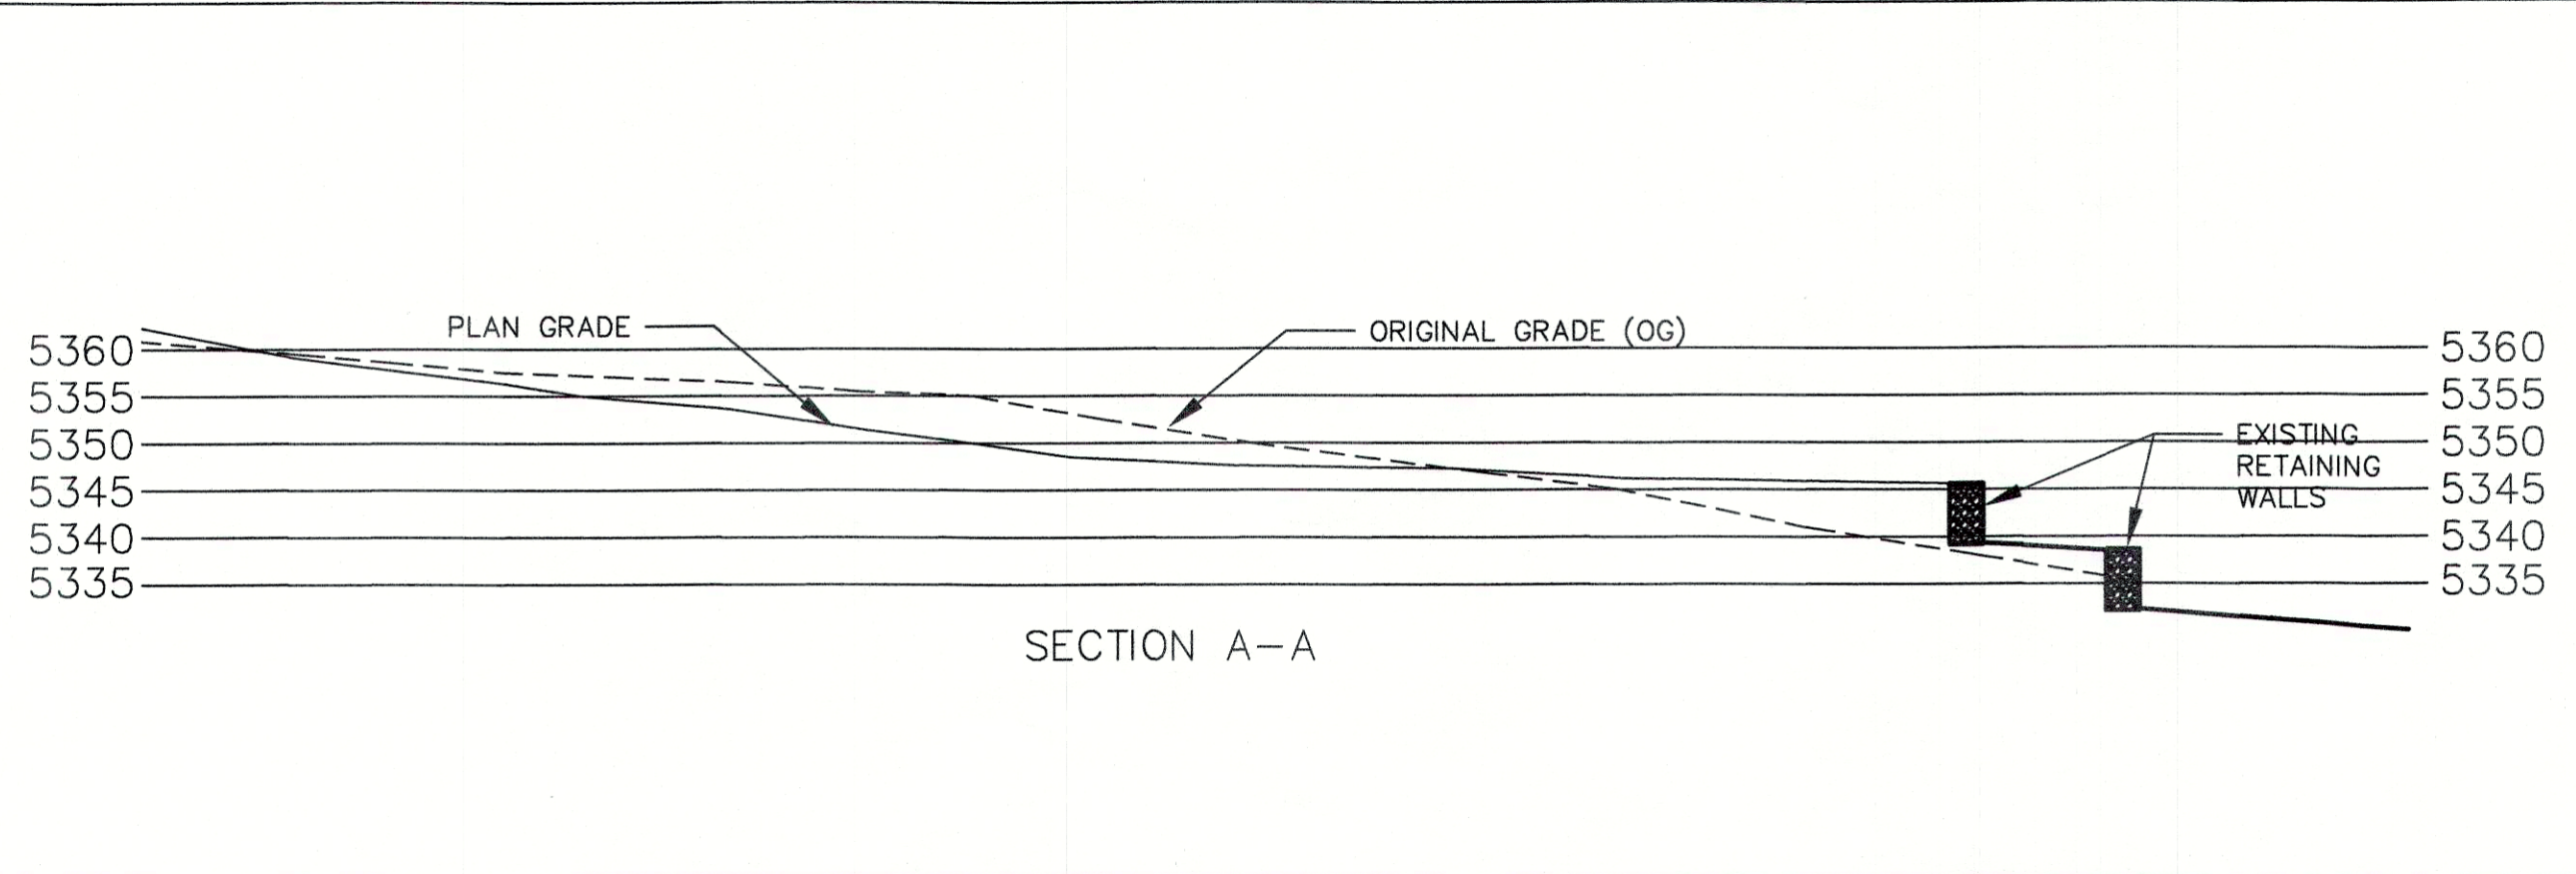 PLAN GRADE
ORIGINAL GRADE (OG)
5360
5360
5355
5355
5350
EXISTING
5350
RETAINING
5345
WALLS
5345
5340
5340
5335
5335
SECTION A-A